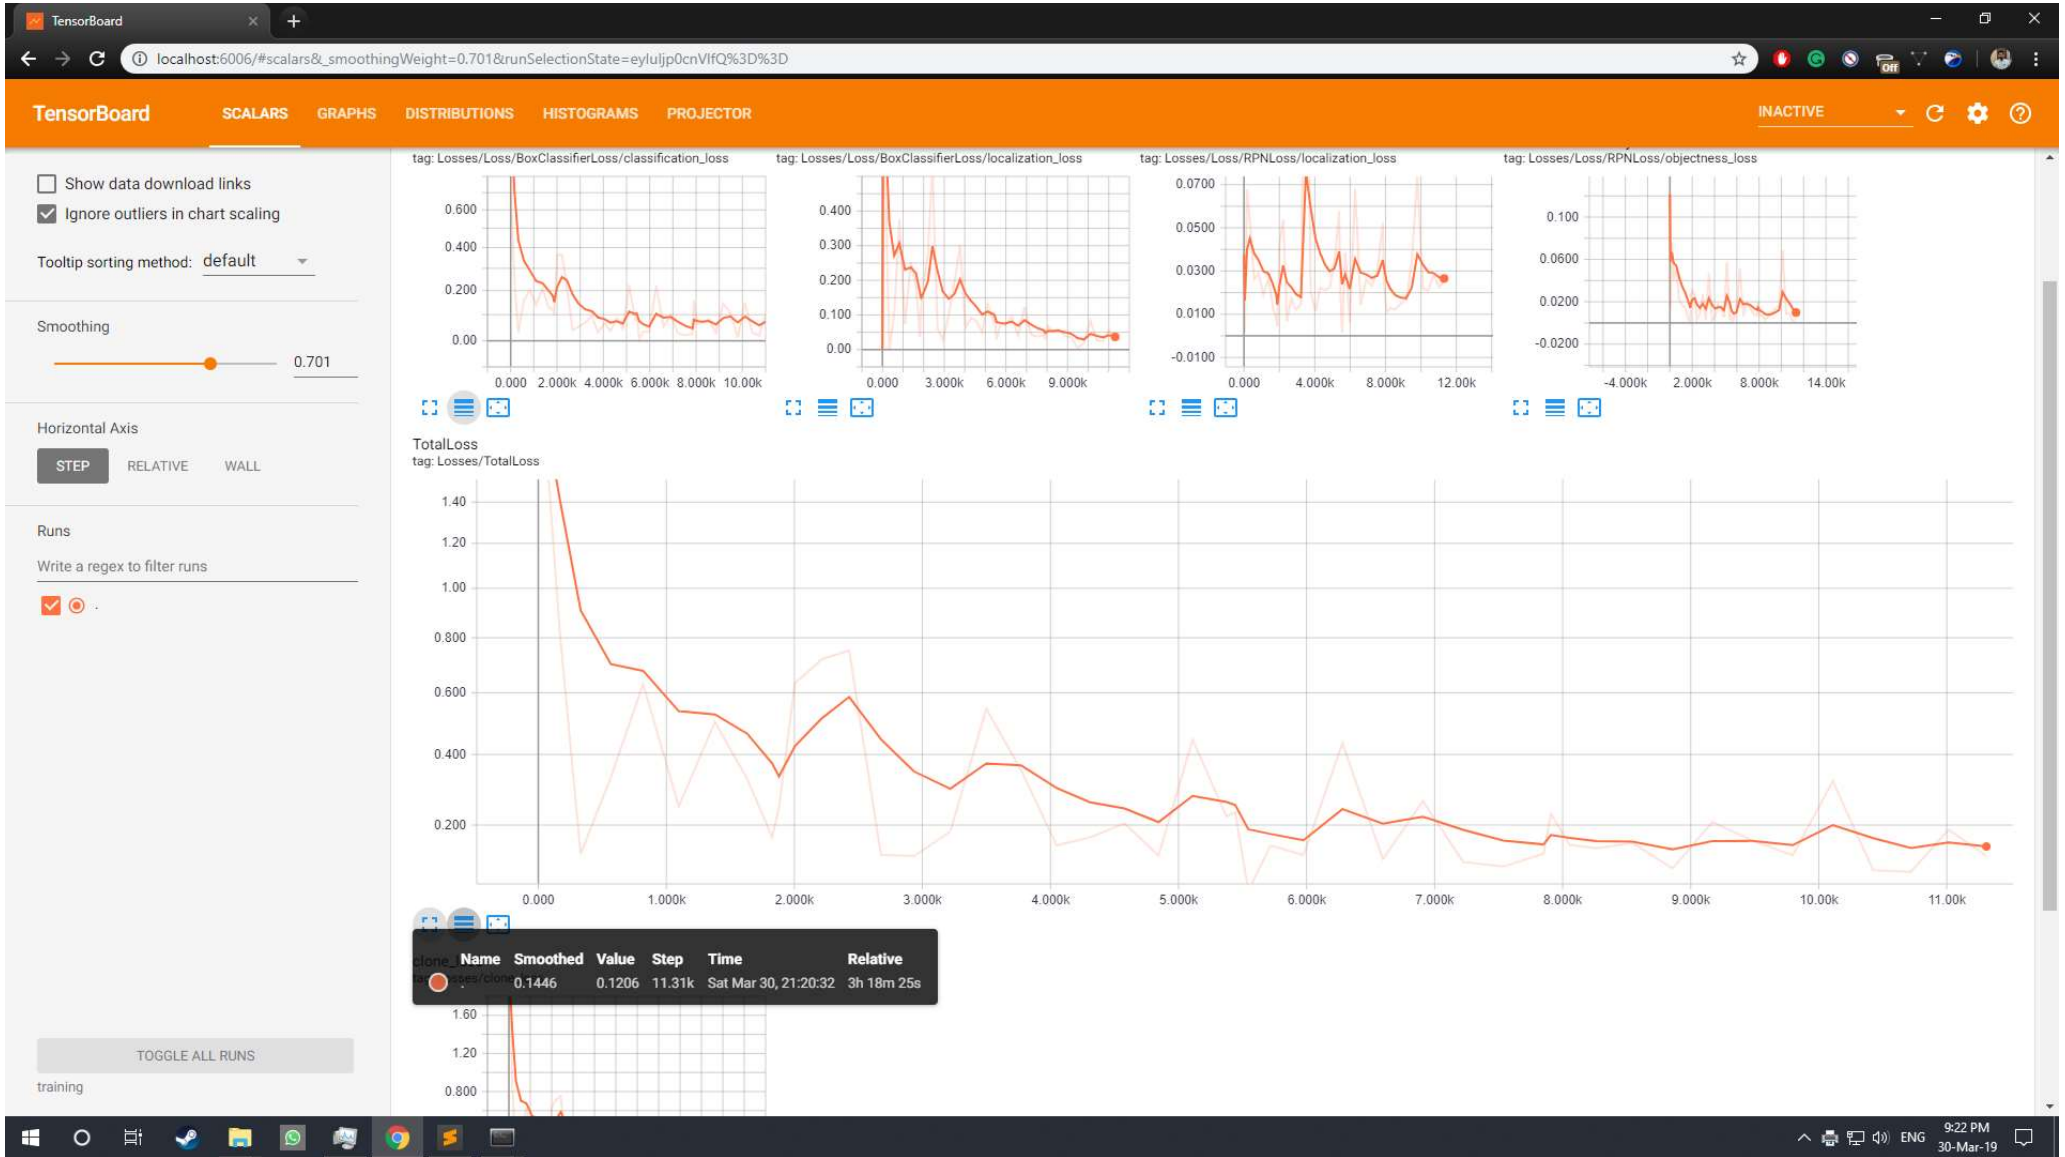 TensorBoard
localhost:6006/#scalars&_smoothingWeight=0.701&runSelectionState=eyIuIjp0cnVlfQ%3D%3D
Off
TensorBoard SCALARS GRAPHS DISTRIBUTIONS HISTOGRAMS PROJECTOR INACTIVE
Show data download links
Ignore outliers in chart scaling
Tooltip sorting method: default
Smoothing
0.701
Horizontal Axis
STEP RELATIVE WALL
Runs
Write a regex to filter runs
.
TOGGLE ALL RUNS
training
tag: Losses/Loss/BoxClassifierLoss/classification_loss
0.600
0.400
0.200
0.00
0.000 2.000k 4.000k 6.000k 8.000k 10.00k
tag: Losses/Loss/BoxClassifierLoss/localization_loss
0.400
0.300
0.200
0.100
0.00
0.000 3.000k 6.000k 9.000k
tag: Losses/Loss/RPNLoss/localization_loss
0.0700
0.0500
0.0300
0.0100
-0.0100
0.000 4.000k 8.000k 12.00k
tag: Losses/Loss/RPNLoss/objectness_loss
0.100
0.0600
0.0200
-0.0200
-4.000k 2.000k 8.000k 14.00k
TotalLoss
tag: Losses/TotalLoss
1.40
1.20
1.00
0.800
0.600
0.400
0.200
0.000 1.000k 2.000k 3.000k 4.000k 5.000k 6.000k 7.000k 8.000k 9.000k 10.00k 11.00k
Name Smoothed Value Step Time Relative
. 0.1446 0.1206 11.31k Sat Mar 30, 21:20:32 3h 18m 25s
1.60
1.20
0.800
ENG
9:22 PM
30-Mar-19